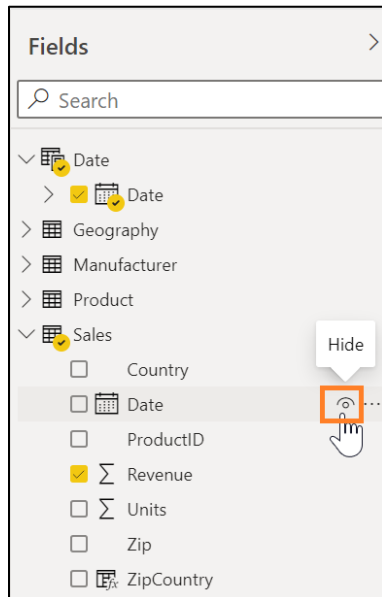 Fields
Search
Date
Date
Geography
Manufacturer
Product
Sales
Hide
Country
Date
ProductID
Revenue
Units
Zip
ZipCountry